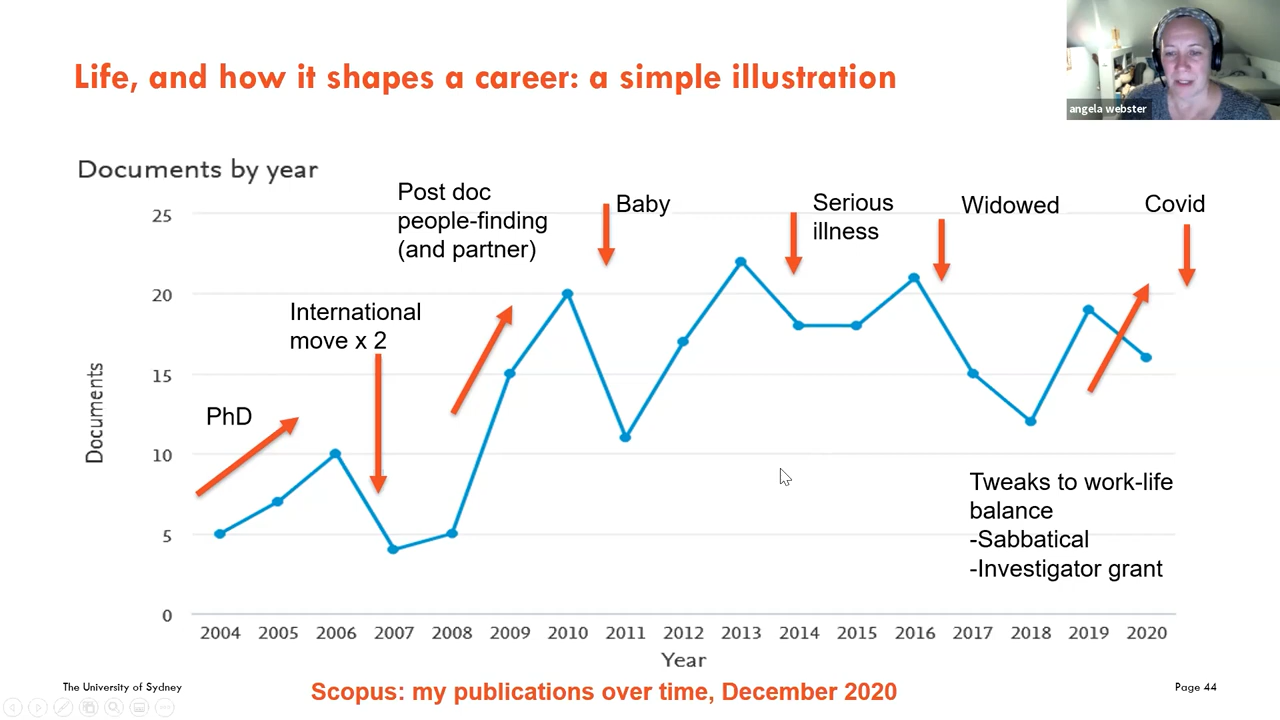 Life, and how it shapes a career: a simple illustration
angela webster
Documents by year
Post doc
people-finding
(and partner)
Baby
Serious
illness
Widowed
Covid
International
move x 2
PhD
25
20
15
10
5
0
Documents
Tweaks to work-life
balance
-Sabbatical
-Investigator grant
2004 2005 2006 2007 2008 2009 2010 2011 2012 2013 2014 2015 2016 2017 2018 2019 2020
Year
The University of Sydney
Scopus: my publications over time, December 2020
Page 44